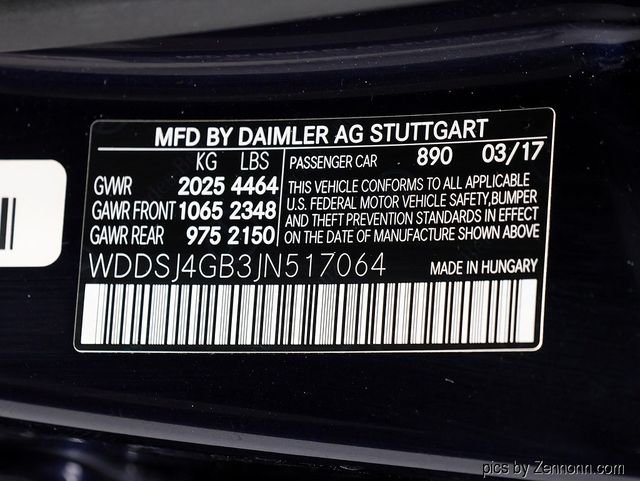 MFD BY DAIMLER AG STUTTGART
KG LBS
GVWR 2025 4464
GAWR FRONT 1065 2348
GAWR REAR 975 2150
PASSENGER CAR 890 03/17
THIS VEHICLE CONFORMS TO ALL APPLICABLE
U.S. FEDERAL MOTOR VEHICLE SAFETY, BUMPER
AND THEFT PREVENTION STANDARDS IN EFFECT
ON THE DATE OF MANUFACTURE SHOWN ABOVE
WDDSJ4GB3JN517064
MADE IN HUNGARY
pics by Zennonn.com